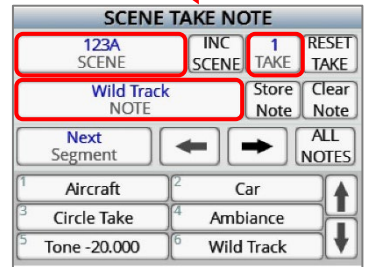 SCENE TAKE NOTE
123A INC 1 RESET
SCENE SCENE TAKE TAKE
Wild Track Store Clear
NOTE Note Note
Next ALL
Segment NOTES
1 Aircraft 2 Car
3 Circle Take 4 Ambiance
5 Tone -20.000 6 Wild Track